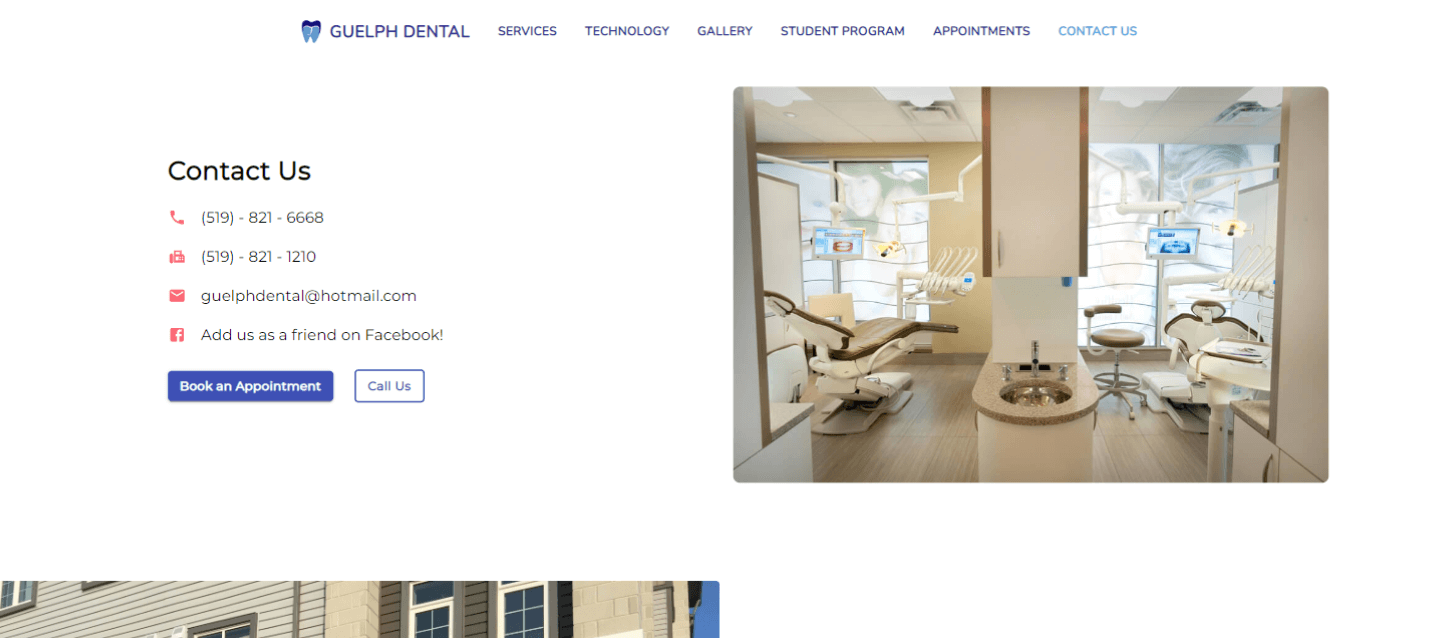 GUELPH DENTAL SERVICES TECHNOLOGY GALLERY STUDENT PROGRAM APPOINTMENTS CONTACT US
Contact Us
(519) - 821 - 6668
(519) - 821 - 1210
guelphdental@hotmail.com
Add us as a friend on Facebook!
Book an Appointment Call Us